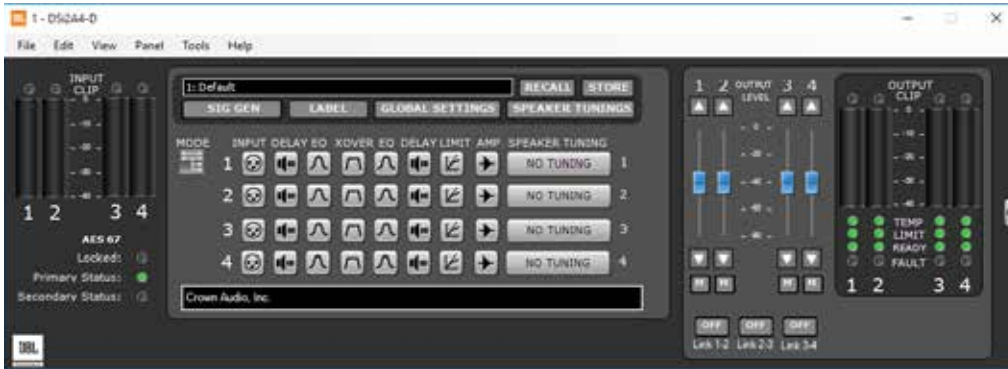 1 - DSi2A4-D
File Edit View Panel Tools Help
INPUT
CLIP
1 2 3 4
AES 67
Locked:
Primary Status:
Secondary Status:
JBL
1: Default
RECALL STORE
SIG GEN LABEL GLOBAL SETTINGS SPEAKER TUNINGS
MODE INPUT DELAY EQ XOVER EQ DELAY LIMIT AMP SPEAKER TUNING
1 NO TUNING 1
2 NO TUNING 2
3 NO TUNING 3
4 NO TUNING 4
Crown Audio, Inc.
1 2 OUTPUT LEVEL 3 4
M M M M
OFF OFF OFF
Link 1-2 Link 2-3 Link 3-4
OUTPUT
CLIP
TEMP
LIMIT
READY
FAULT
1 2 3 4